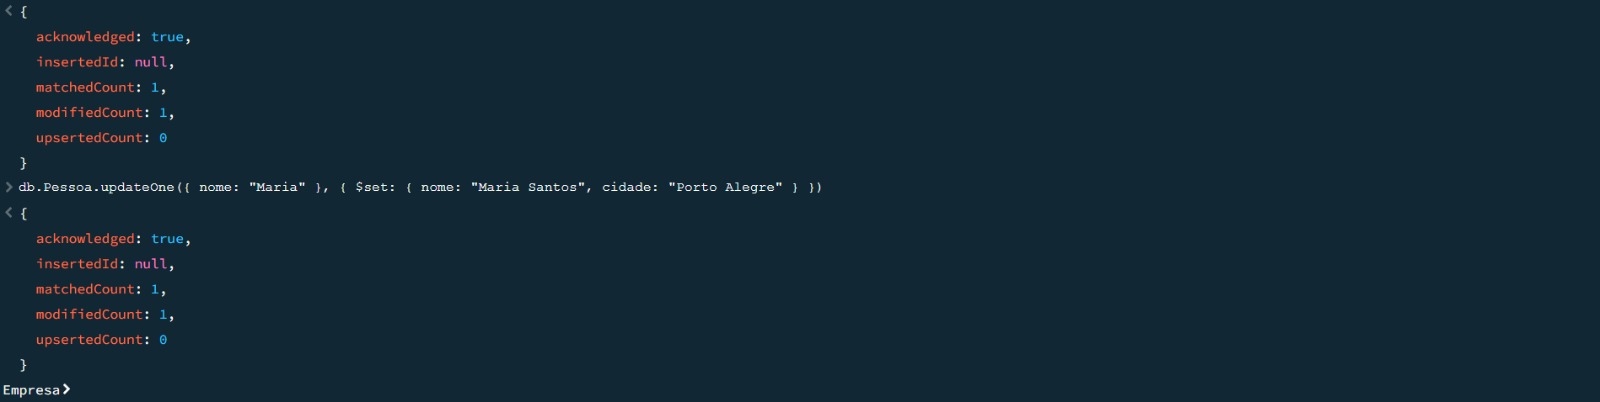 {
acknowledged: true,
insertedId: null,
matchedCount: 1,
modifiedCount: 1,
upsertedCount: 0
}
db.Pessoa.updateOne({ nome: "Maria" }, { $set: { nome: "Maria Santos", cidade: "Porto Alegre" } })
{
acknowledged: true,
insertedId: null,
matchedCount: 1,
modifiedCount: 1,
upsertedCount: 0
}
Empresa>